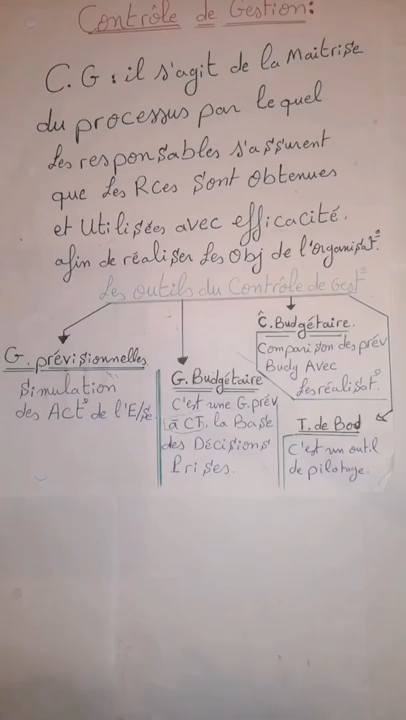 Contrôle de Gestion:
C.G: il s'agit de la Maitrise
du processus par lequel
les responsables s'assurent
que les Rces sont obtenues
et utilisées avec efficacité.
afin de réaliser les obj de l'organisat°
Les outils du Contrôle de Gest°
G. prévisionnelles
Simulation
des Act° de l'E/se
G. Budgétaire
C'est une G. prév
à CT, la Base
des Décisions
Prises.
C. Budgétaire.
Comparaison des prév
Budg Avec
les réalisat°
T. de Bod
C'est un outil
de pilotage.